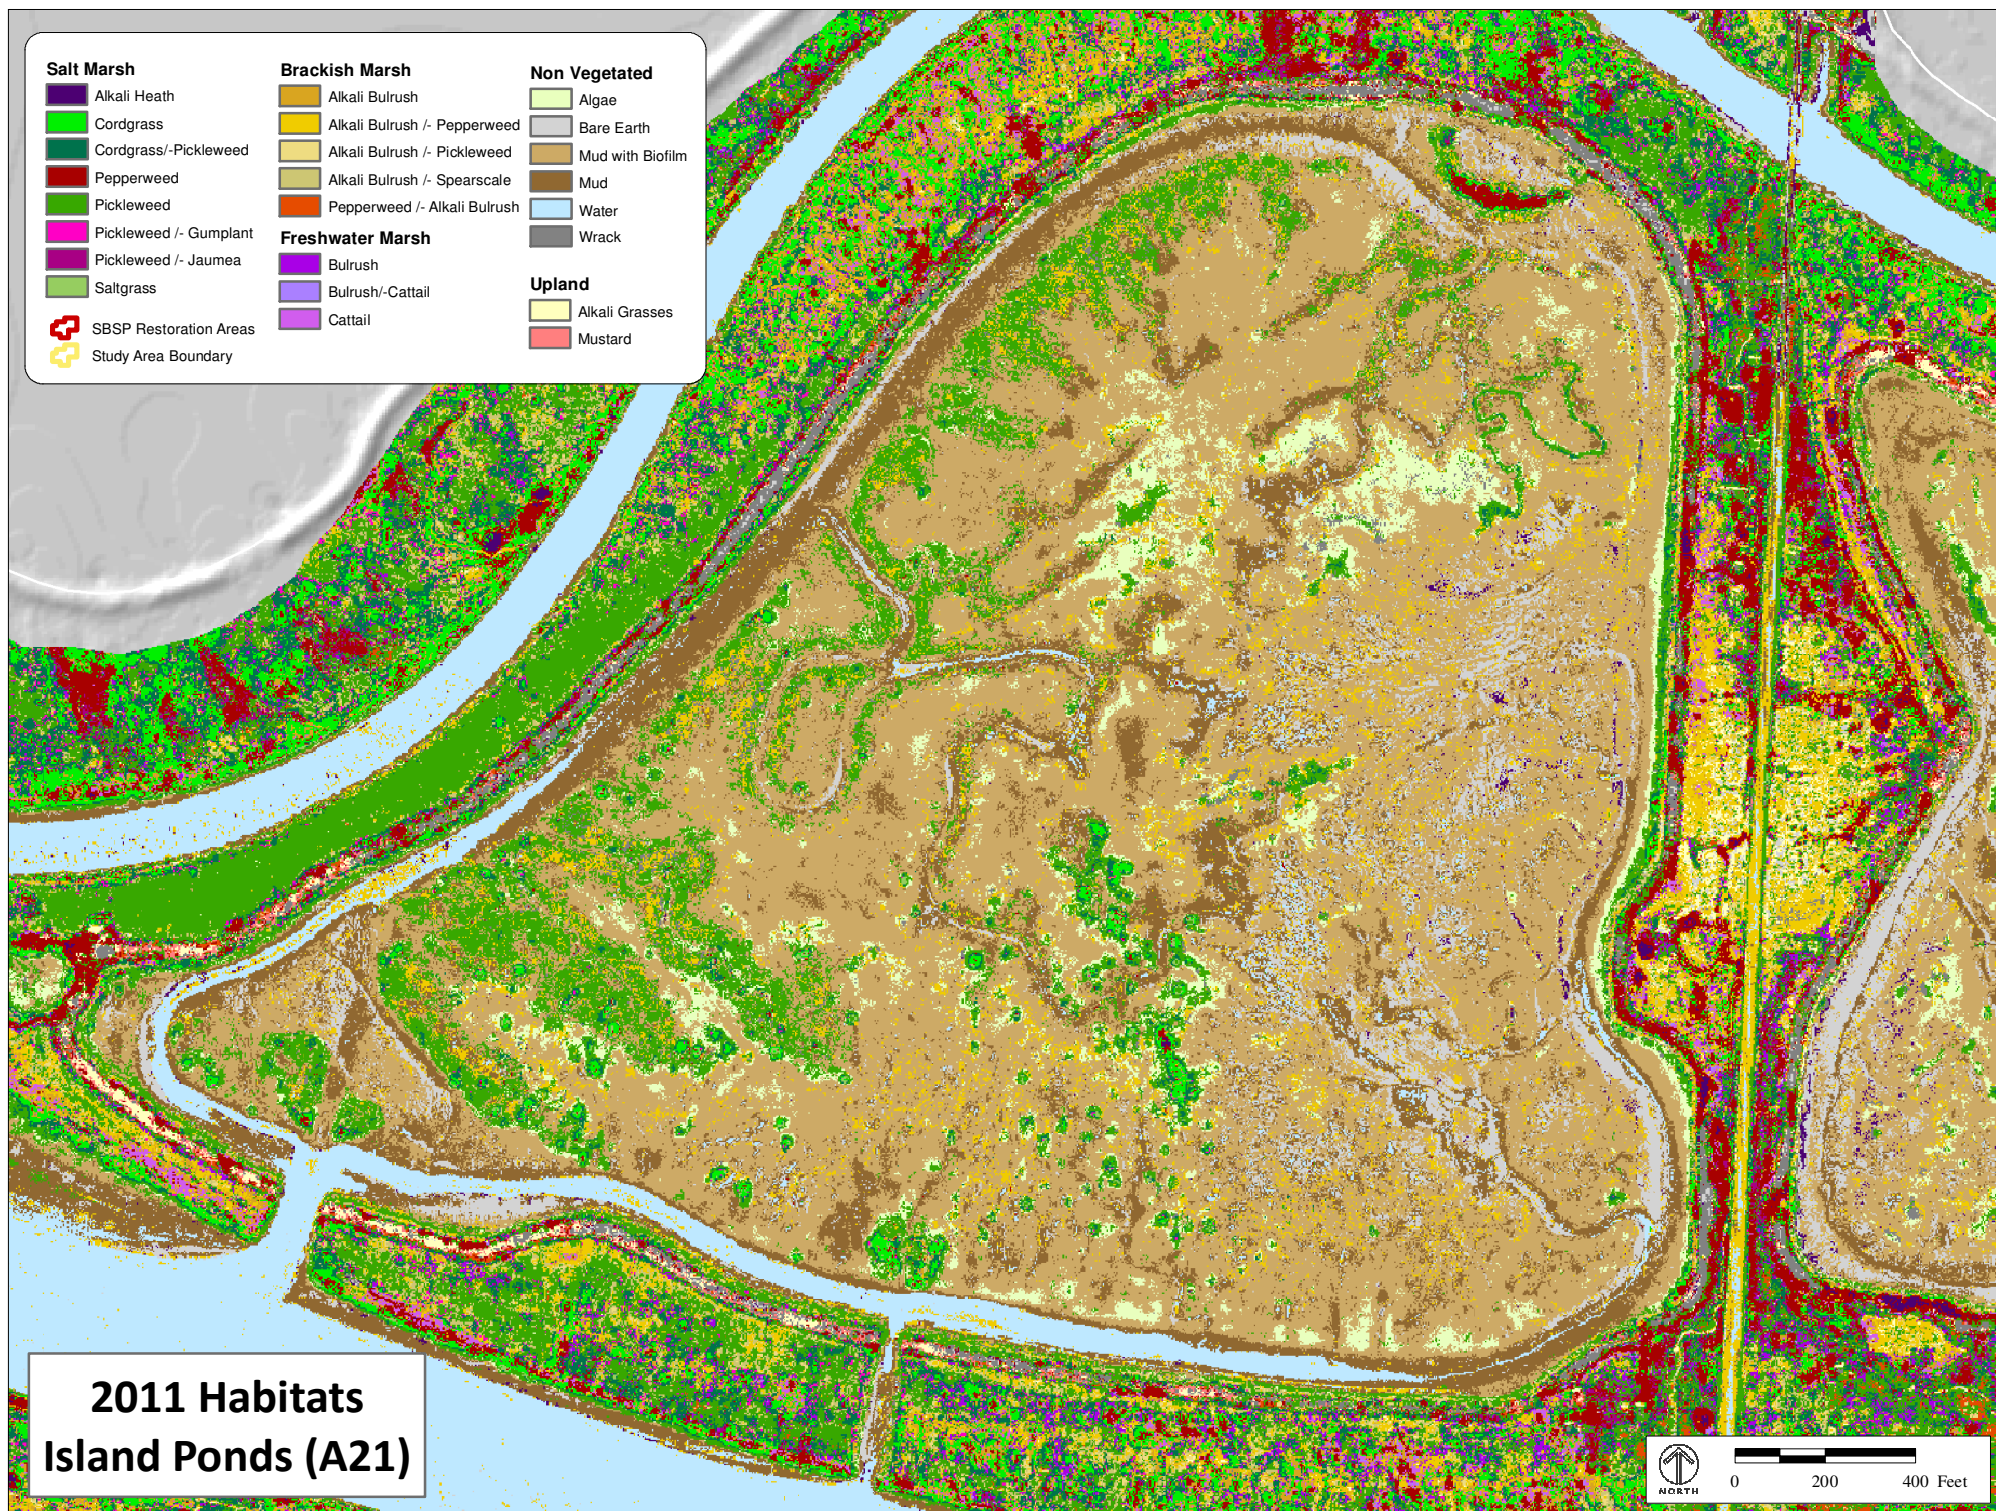 Salt Marsh
Alkali Heath
Cordgrass
Cordgrass/-Pickleweed
Pepperweed
Pickleweed
Pickleweed /- Gumplant
Pickleweed /- Jaumea
Saltgrass
SBSP Restoration Areas
Study Area Boundary
Brackish Marsh
Alkali Bulrush
Alkali Bulrush /- Pepperweed
Alkali Bulrush /- Pickleweed
Alkali Bulrush /- Spearscale
Pepperweed /- Alkali Bulrush
Freshwater Marsh
Bulrush
Bulrush/-Cattail
Cattail
Non Vegetated
Algae
Bare Earth
Mud with Biofilm
Mud
Water
Wrack
Upland
Alkali Grasses
Mustard
2011 Habitats
Island Ponds (A21)
NORTH
0 200 400 Feet